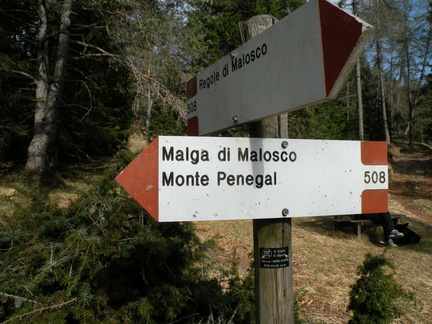 Regole di Malosco
508
Malga di Malosco
Monte Penegal
508